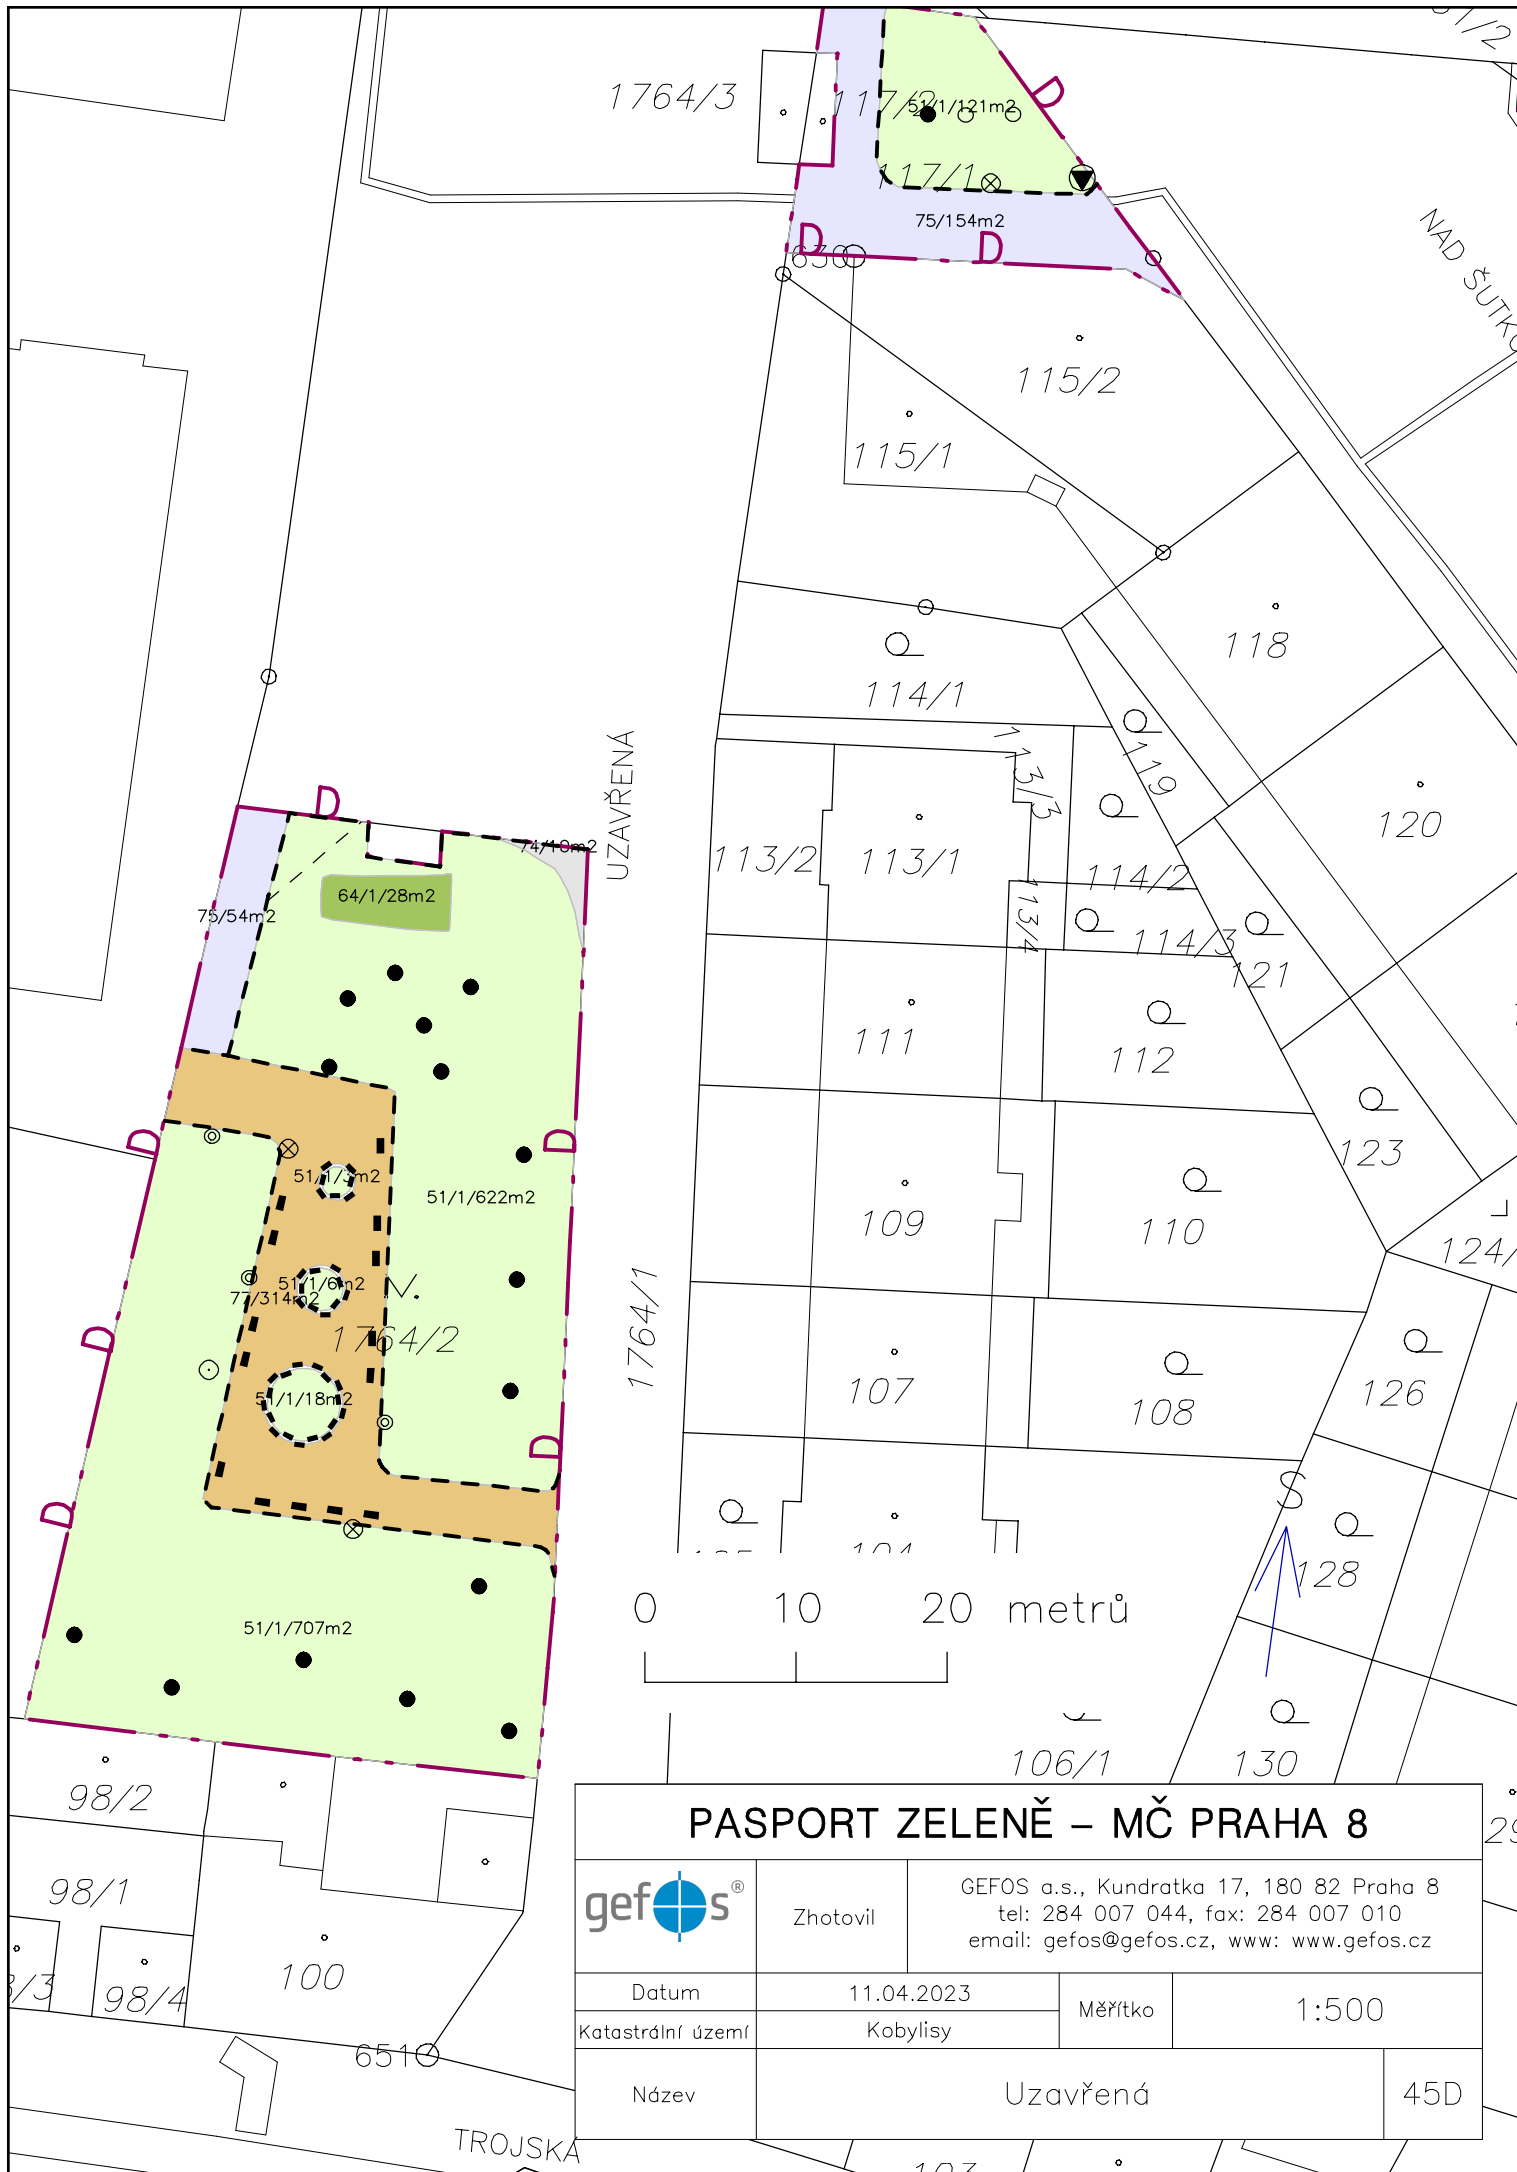 1764/3
117/2
51/1/121m2
117/1
75/154m2
D
D
D
630
NAD
115/2
115/1
118
114/1
119
113/3
120
UZAVŘENÁ
D
74/19m2
113/2
113/1
114/2
64/1/28m2
75/54m2
113/4
114/3
121
111
112
D
D
123
51/1/3m2
51/1/622m2
109
110
124/
51/1/6m2
77/314m2
1764/1
D
1764/2
107
108
126
51/1/18m2
D
D
S
128
104
0 10 20 metrů
51/1/707m2
106/1
130
98/2
98/1
100
98/4
651
TROJSKÁ
PASPORT ZELENĚ – MČ PRAHA 8
gefos®
Zhotovil
GEFOS a.s., Kundratka 17, 180 82 Praha 8
tel: 284 007 044, fax: 284 007 010
email: gefos@gefos.cz, www: www.gefos.cz
Datum
11.04.2023
Měřítko
1:500
Katastrální území
Kobylisy
Název
Uzavřená
45D